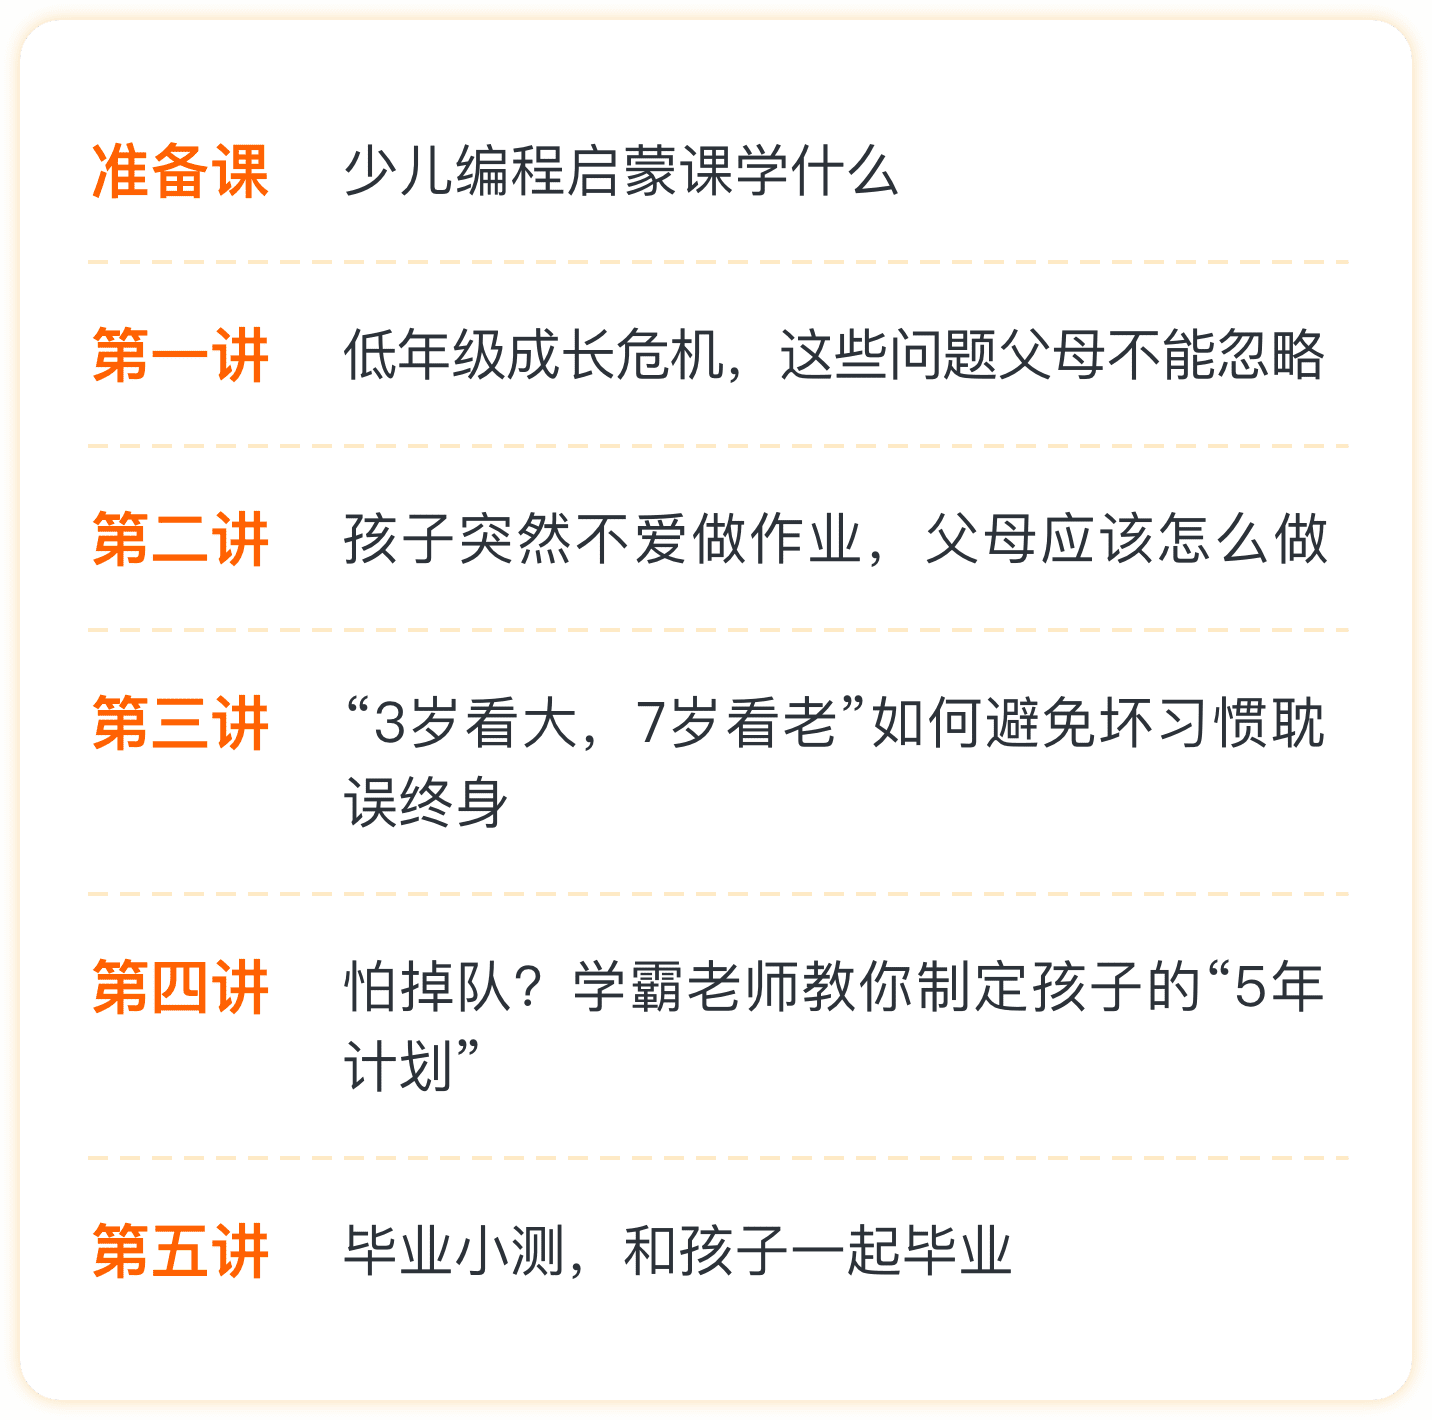 准备课 少儿编程启蒙课学什么
第一讲 低年级成长危机，这些问题父母不能忽略
第二讲 孩子突然不爱做作业，父母应该怎么做
第三讲 “3岁看大，7岁看老”如何避免坏习惯耽
误终身
第四讲 怕掉队？学霸老师教你制定孩子的“5年
计划”
第五讲 毕业小测，和孩子一起毕业